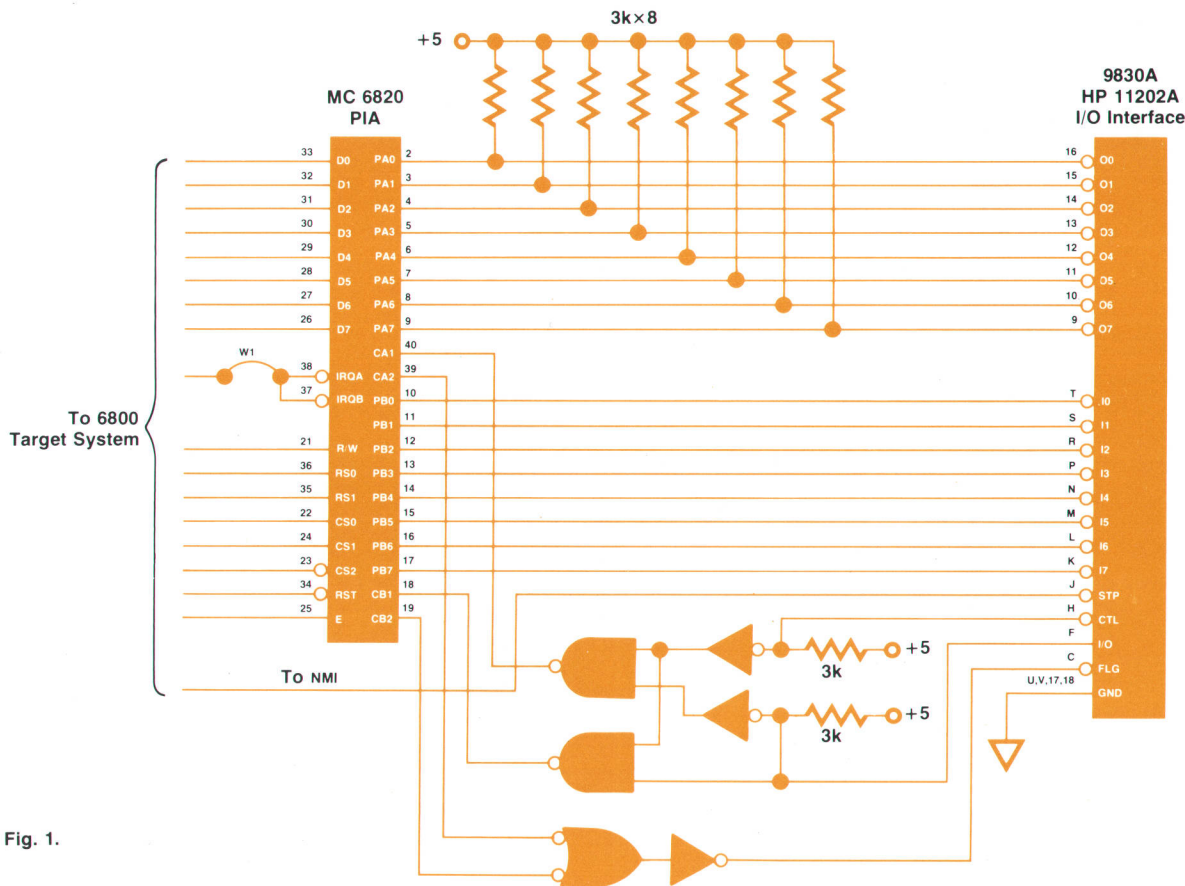 3k×8
+5
9830A
HP 11202A
I/O Interface
MC 6820
PIA
33 D0 PA0 2 16 O0
32 D1 PA1 3 15 O1
31 D2 PA2 4 14 O2
30 D3 PA3 5 13 O3
29 D4 PA4 6 12 O4
28 D5 PA5 7 11 O5
27 D6 PA6 8 10 O6
26 D7 PA7 9 9 O7
CA1 40
W1 38 IRQA CA2 39
37 IRQB PB0 10 T I0
PB1 11 S I1
To 6800
Target System
21 R/W PB2 12 R I2
36 RS0 PB3 13 P I3
35 RS1 PB4 14 N I4
22 CS0 PB5 15 M I5
24 CS1 PB6 16 L I6
23 CS2 PB7 17 K I7
34 RST CB1 18 J STP
25 E CB2 19 H CTL
+5
3k
F I/O
C FLG
To NMI
U,V,17,18 GND
+5
3k
Fig. 1.